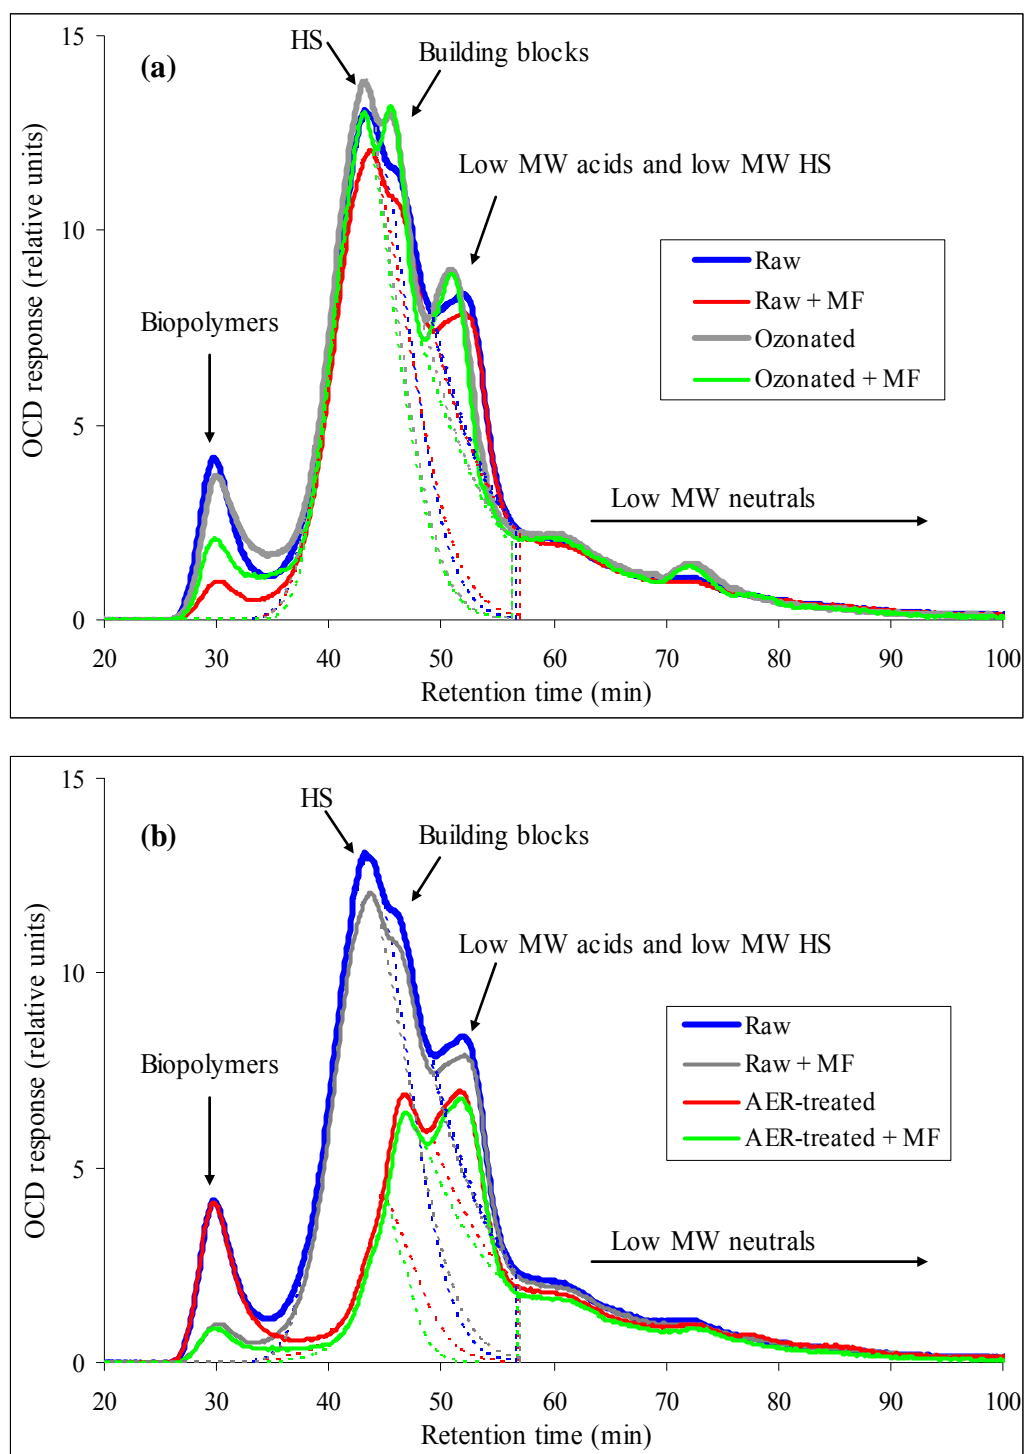 15
HS
(a)
Building blocks
Low MW acids and low MW HS
10
Raw
Raw + MF
Ozonated
Ozonated + MF
Biopolymers
5
Low MW neutrals
0
20 30 40 50 60 70 80 90 100
Retention time (min)
OCD response (relative units)
15
HS
(b)
Building blocks
Low MW acids and low MW HS
10
Raw
Raw + MF
AER-treated
AER-treated + MF
Biopolymers
5
Low MW neutrals
0
20 30 40 50 60 70 80 90 100
Retention time (min)
OCD response (relative units)